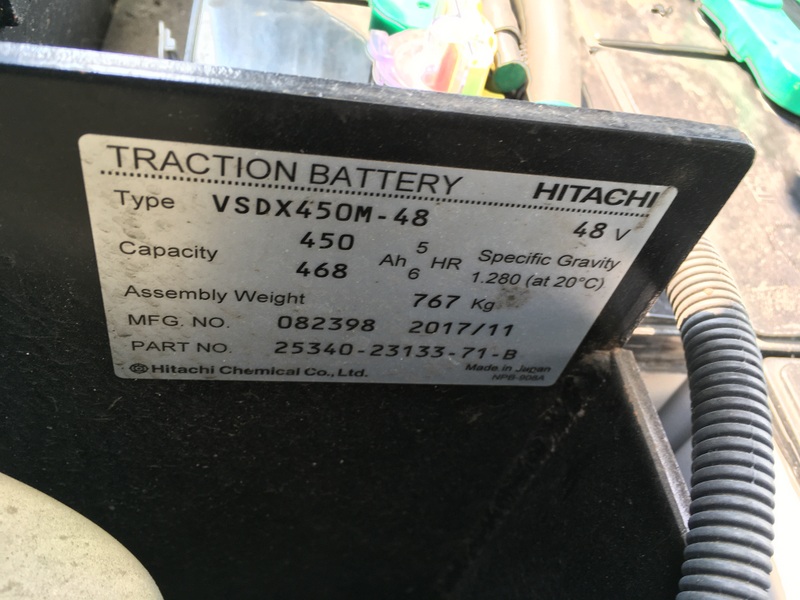 TRACTION BATTERY HITACHI
Type VSDX450M-48 48 V
Capacity 450 Ah 5 HR Specific Gravity
468 6 1.280 (at 20°C)
Assembly Weight 767 Kg
MFG. NO. 082398 2017/11
PART NO. 25340-23133-71-B
Hitachi Chemical Co., Ltd. Made in Japan
NPB-908A